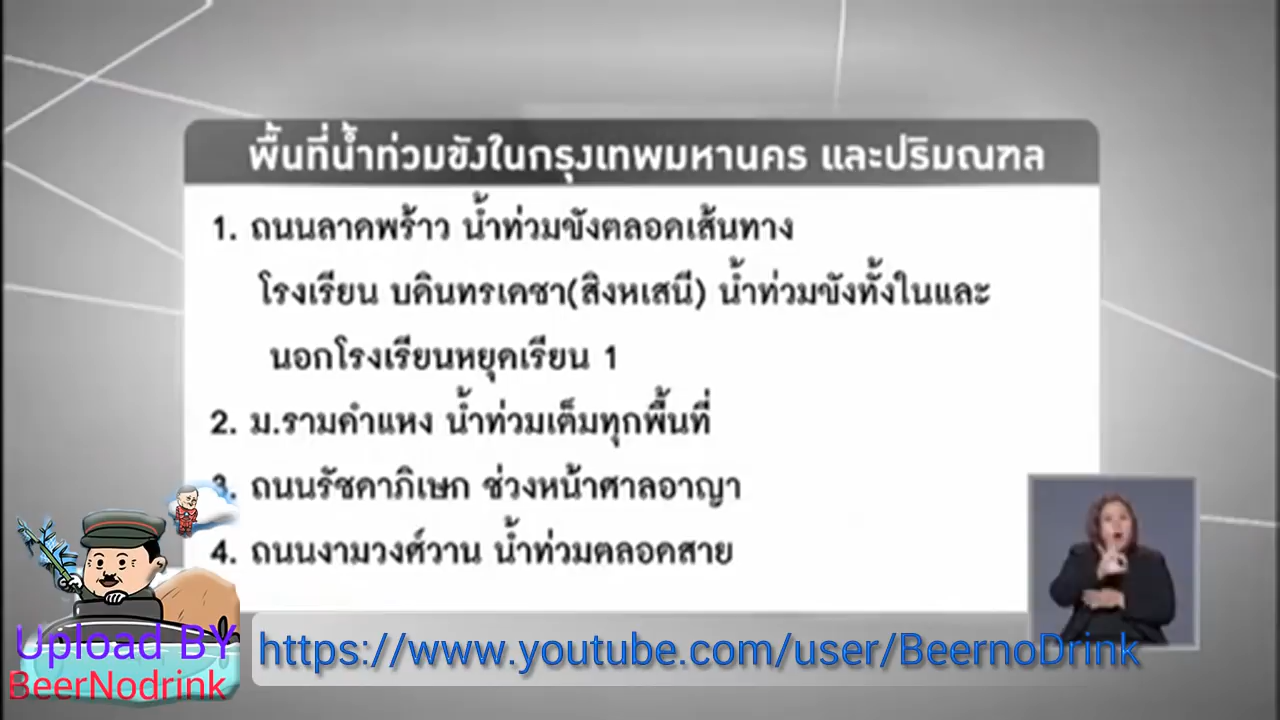 พื้นที่น้ำท่วมขังในกรุงเทพมหานคร และปริมณฑล
1. ถนนลาดพร้าว น้ำท่วมขังตลอดเส้นทาง
โรงเรียน บดินทรเดชา(สิงหเสนี) น้ำท่วมขังทั้งในและ
นอกโรงเรียนหยุดเรียน 1
2. ม.รามคำแหง น้ำท่วมเต็มทุกพื้นที่
3. ถนนรัชดาภิเษก ช่วงหน้าศาลอาญา
4. ถนนงามวงศ์วาน น้ำท่วมตลอดสาย
Upload BY
BeerNodrink
https://www.youtube.com/user/BeernoDrink